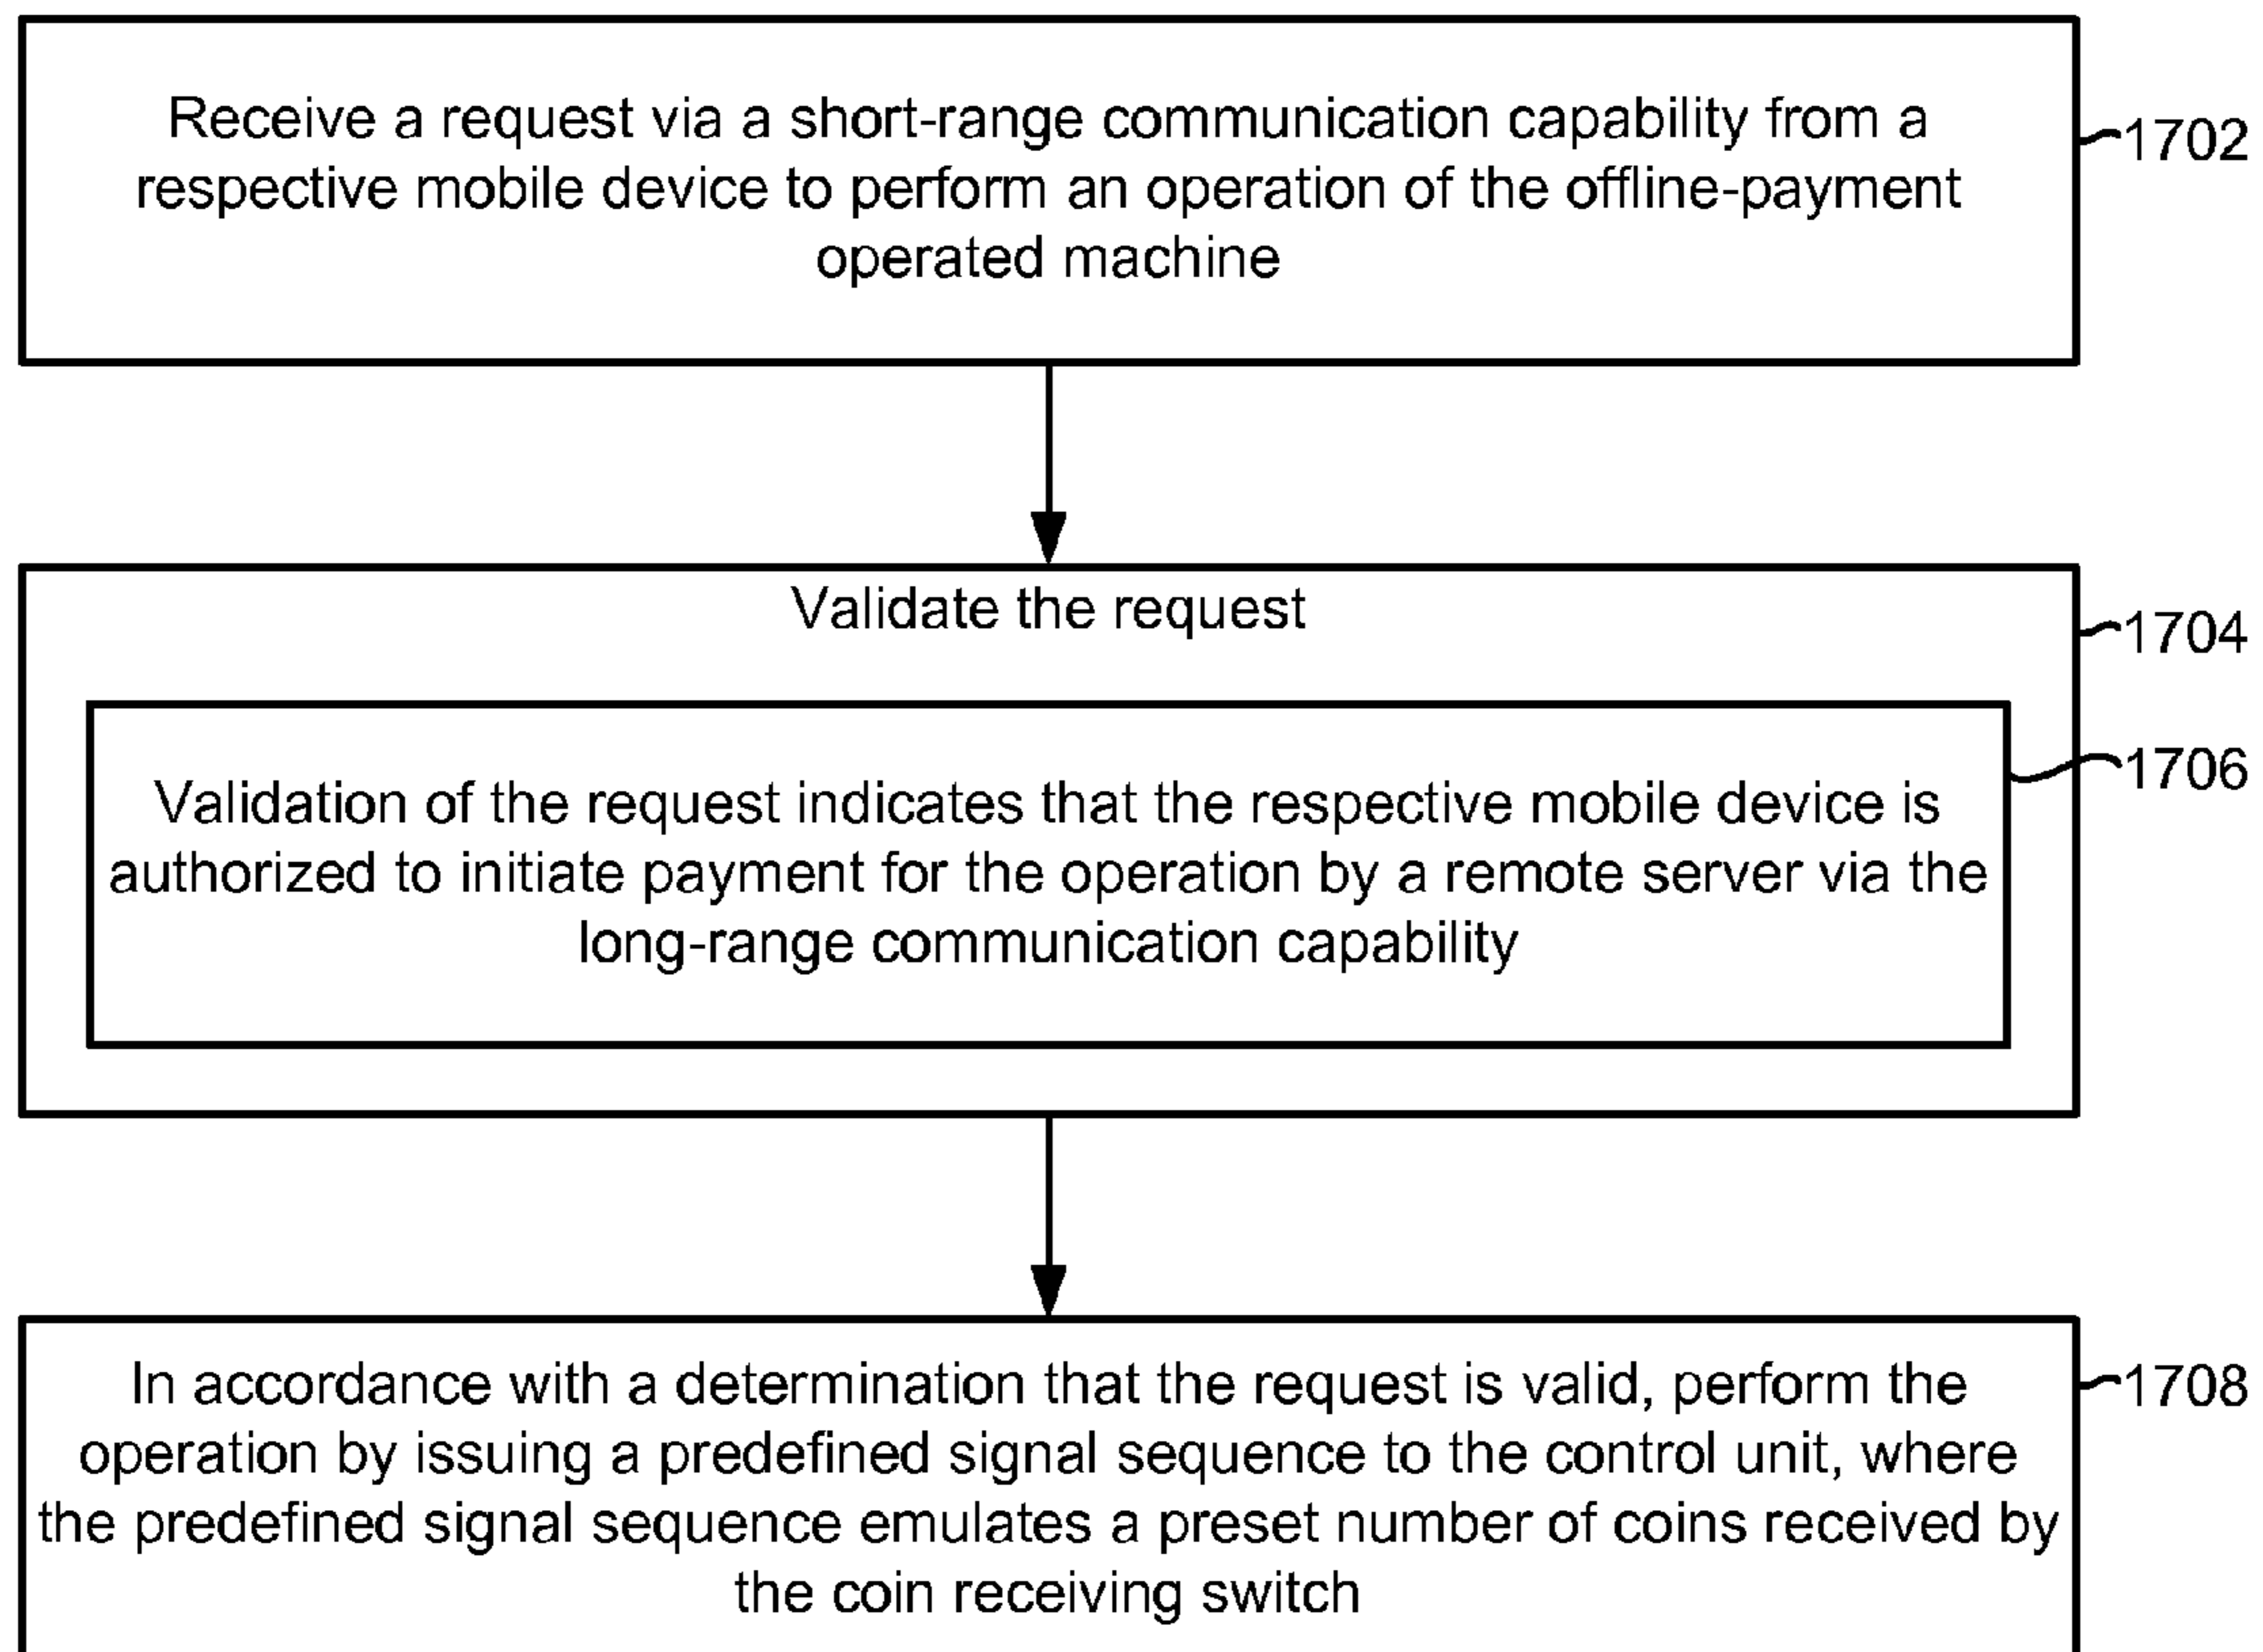 Receive a request via a short-range communication capability from a
respective mobile device to perform an operation of the offline-payment
operated machine
1702
Validate the request
1704
Validation of the request indicates that the respective mobile device is
authorized to initiate payment for the operation by a remote server via the
long-range communication capability
1706
In accordance with a determination that the request is valid, perform the
operation by issuing a predefined signal sequence to the control unit, where
the predefined signal sequence emulates a preset number of coins received by
the coin receiving switch
1708